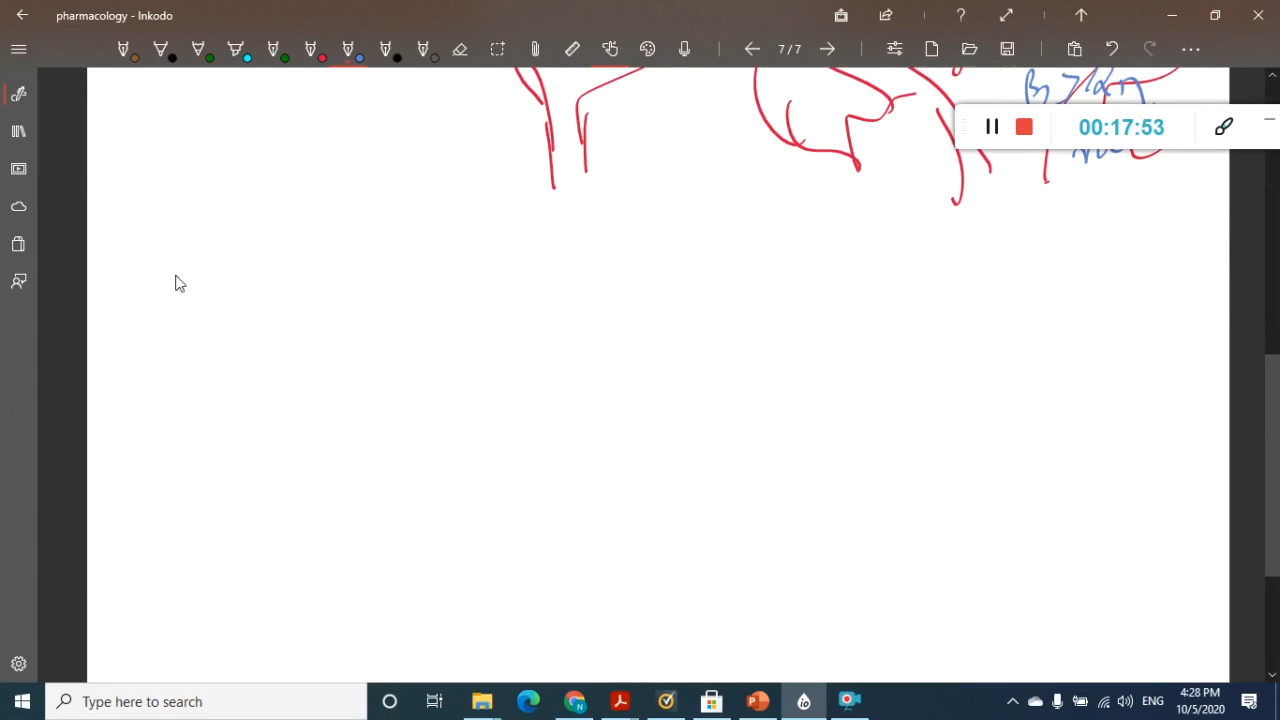 pharmacology - Inkodo
7/7
00:17:53
Type here to search
ENG
4:28 PM
10/5/2020